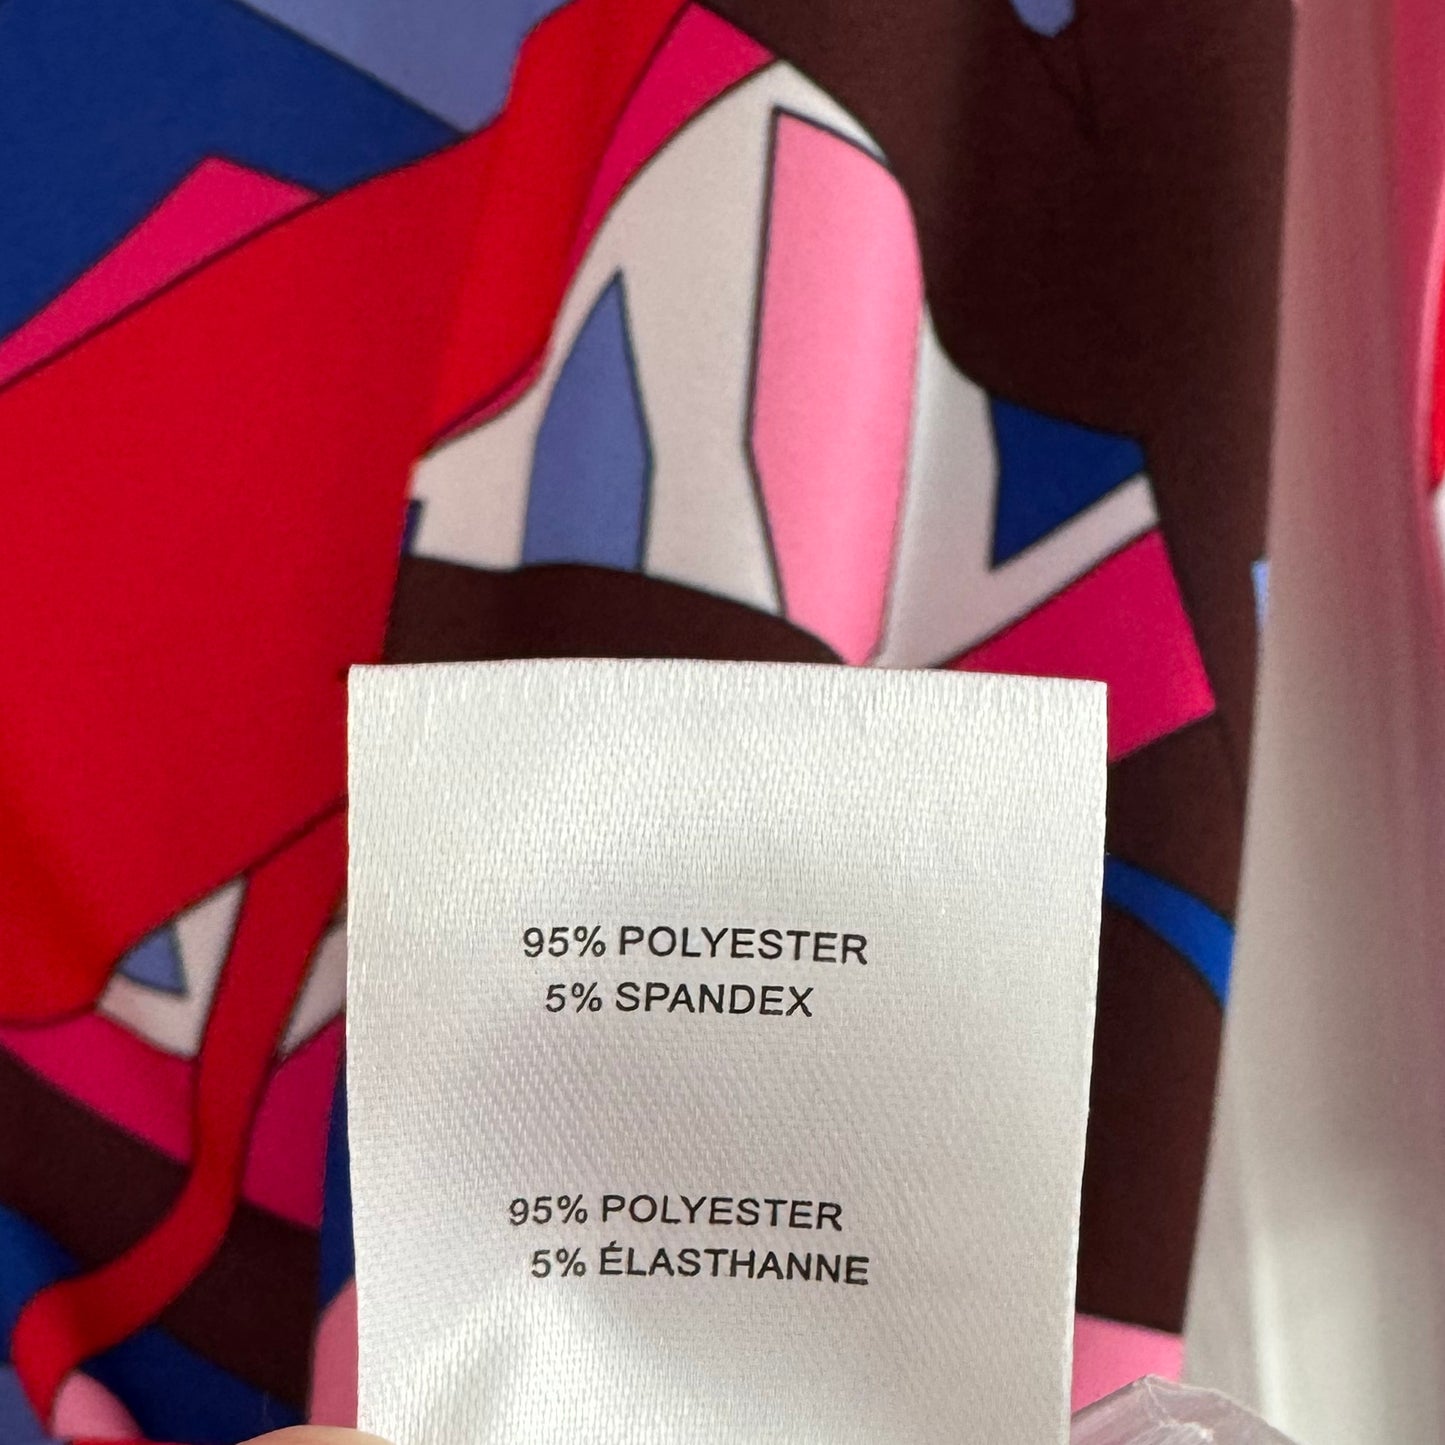 95% POLYESTER
5% SPANDEX
95% POLYESTER
5% ÉLASTHANNE